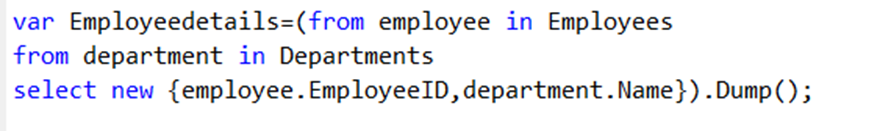 var Employeedetails=(from employee in Employees
from department in Departments
select new {employee.EmployeeID,department.Name}).Dump();